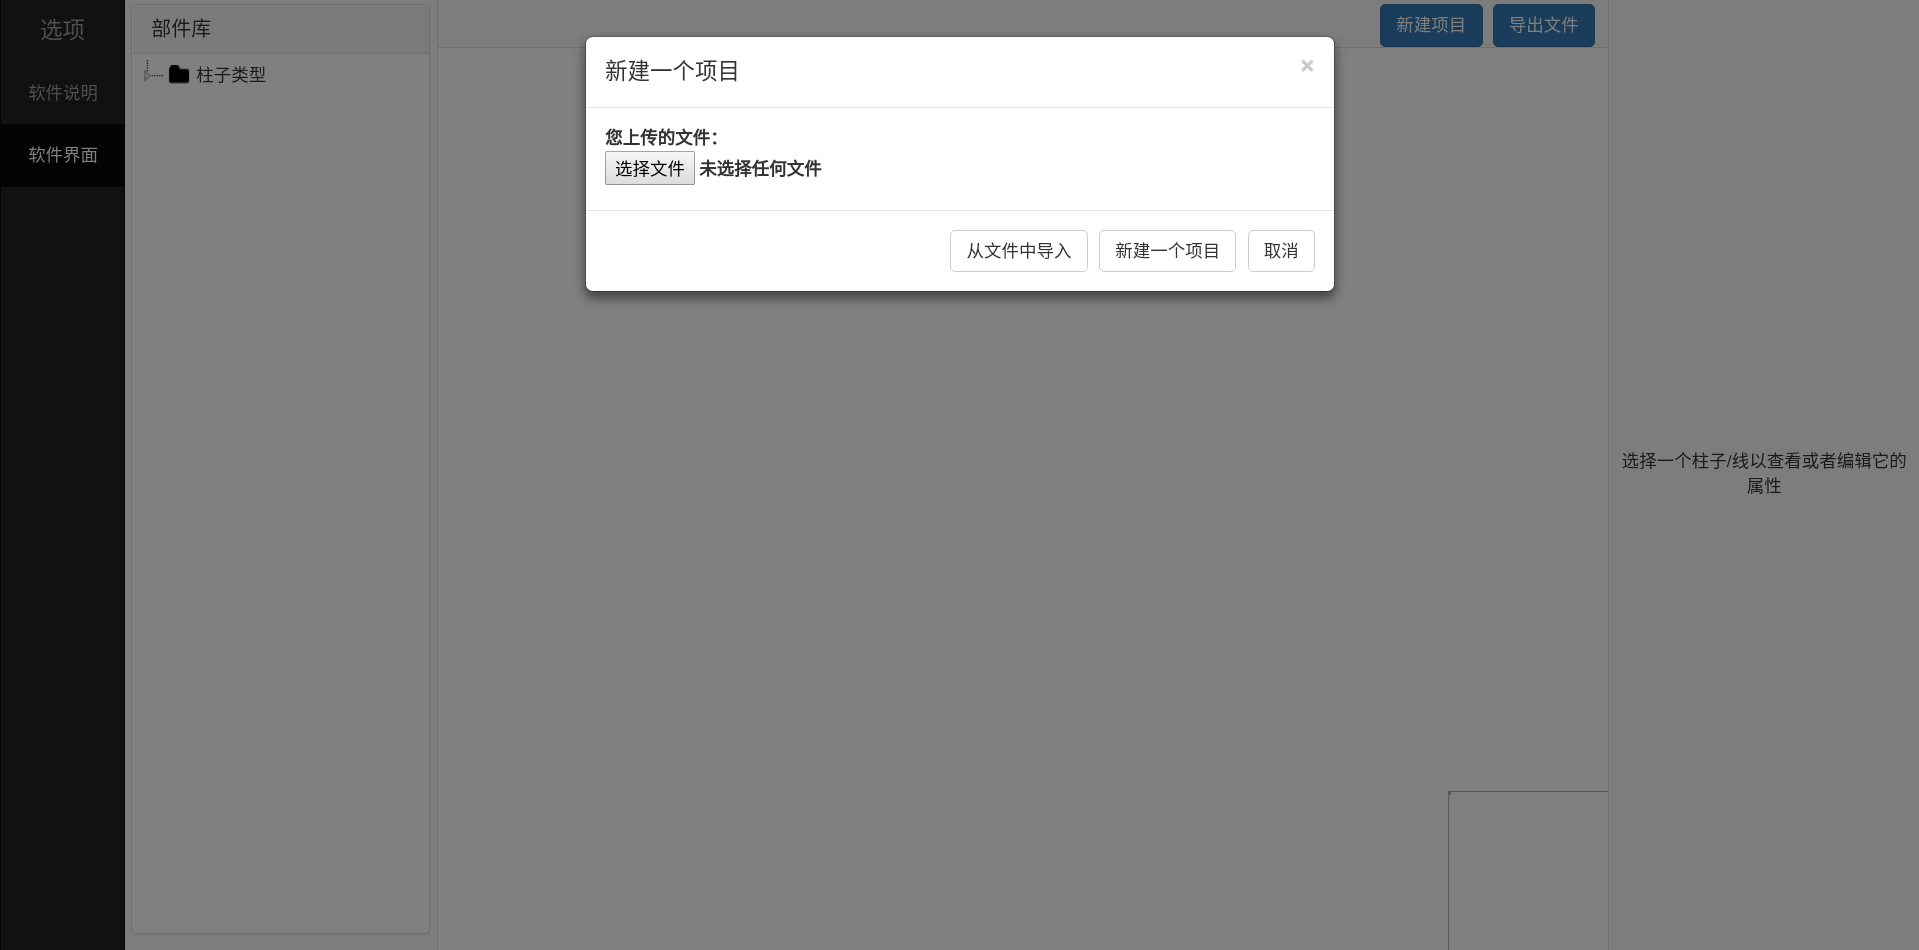 选项
软件说明
软件界面
部件库
柱子类型
新建项目
导出文件
新建一个项目
×
您上传的文件：
选择文件 未选择任何文件
从文件中导入
新建一个项目
取消
选择一个柱子/线以查看或者编辑它的
属性